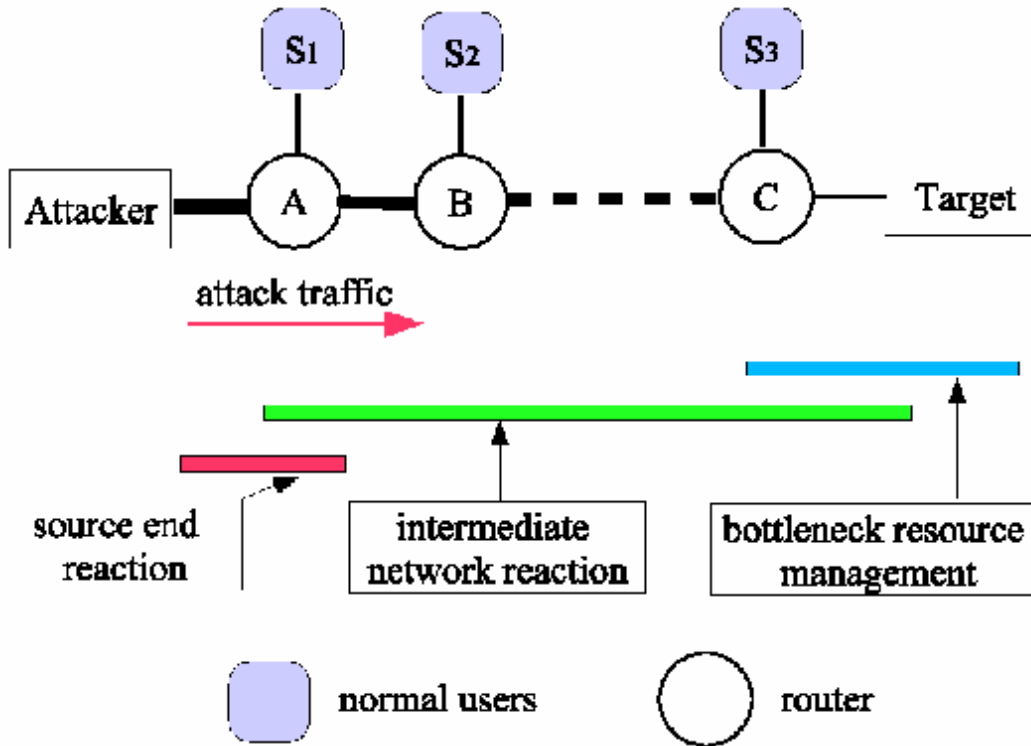 S1 S2 S3
Attacker A B C Target
attack traffic
source end
reaction
intermediate
network reaction
bottleneck resource
management
normal users router